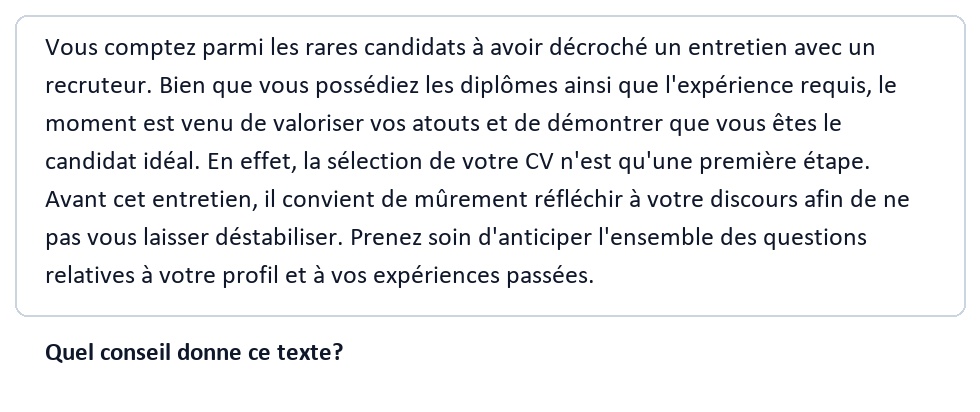 Vous comptez parmi les rares candidats à avoir décroché un entretien avec un
recruteur. Bien que vous possédiez les diplômes ainsi que l'expérience requis, le
moment est venu de valoriser vos atouts et de démontrer que vous êtes le
candidat idéal. En effet, la sélection de votre CV n'est qu'une première étape.
Avant cet entretien, il convient de mûrement réfléchir à votre discours afin de ne
pas vous laisser déstabiliser. Prenez soin d'anticiper l'ensemble des questions
relatives à votre profil et à vos expériences passées.
Quel conseil donne ce texte?